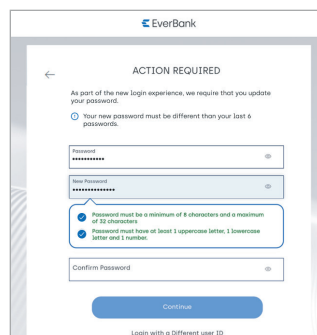 EverBank
ACTION REQUIRED
As part of the new login experience, we require that you update
your password.
Your new password must be different than your last 6
passwords.
Password
•••••••••••
New Password
••••••••••••••
Password must be a minimum of 8 characters and a maximum
of 32 characters
Password must have at least 1 uppercase letter, 1 lowercase
letter and 1 number.
Confirm Password
Continue
Login with a Different user ID